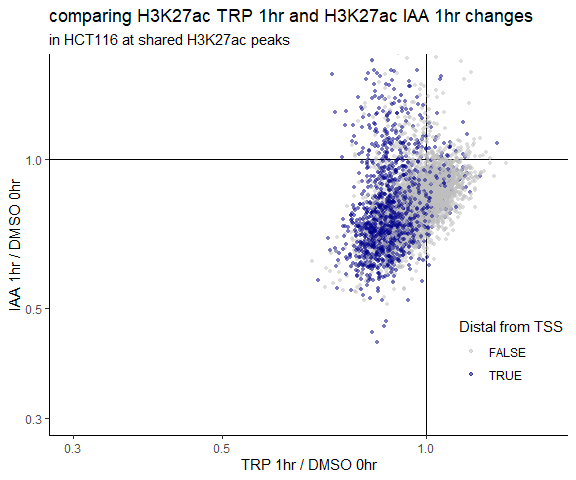 comparing H3K27ac TRP 1hr and H3K27ac IAA 1hr changes
in HCT116 at shared H3K27ac peaks
IAA 1hr / DMSO 0hr
1.0
0.5
0.3
Distal from TSS
FALSE
TRUE
0.3 0.5 1.0
TRP 1hr / DMSO 0hr